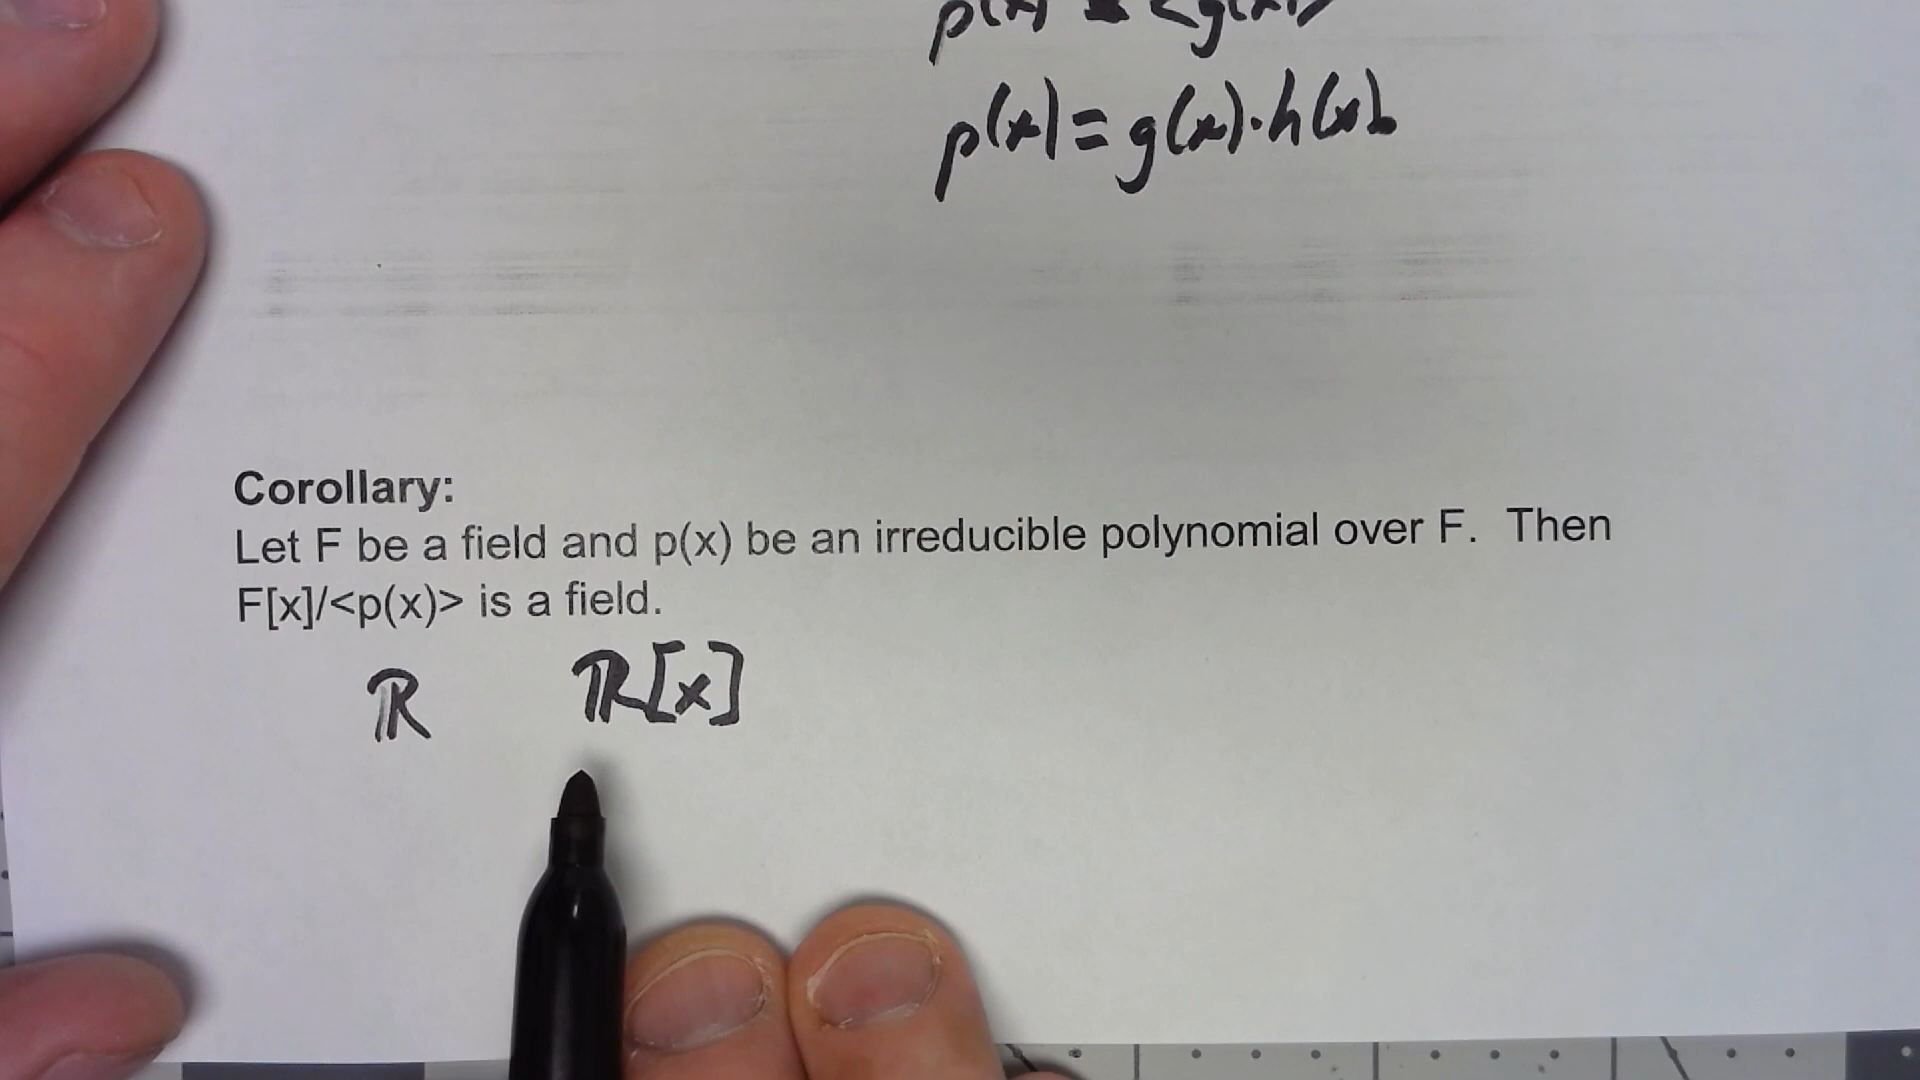 p(x) = <g(x)>
p(x) = g(x)·h(x)
Corollary:
Let F be a field and p(x) be an irreducible polynomial over F. Then
F[x]/<p(x)> is a field.
ℝ ℝ[x]